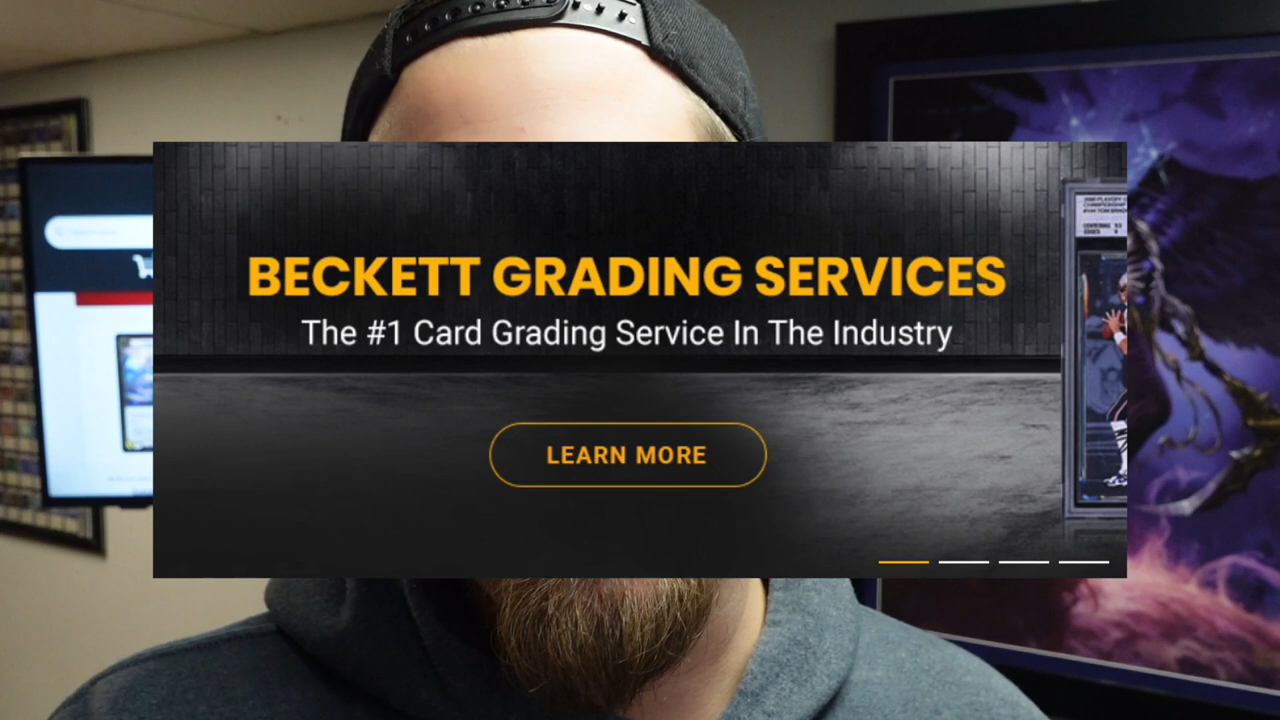 BECKETT GRADING SERVICES
The #1 Card Grading Service In The Industry
LEARN MORE